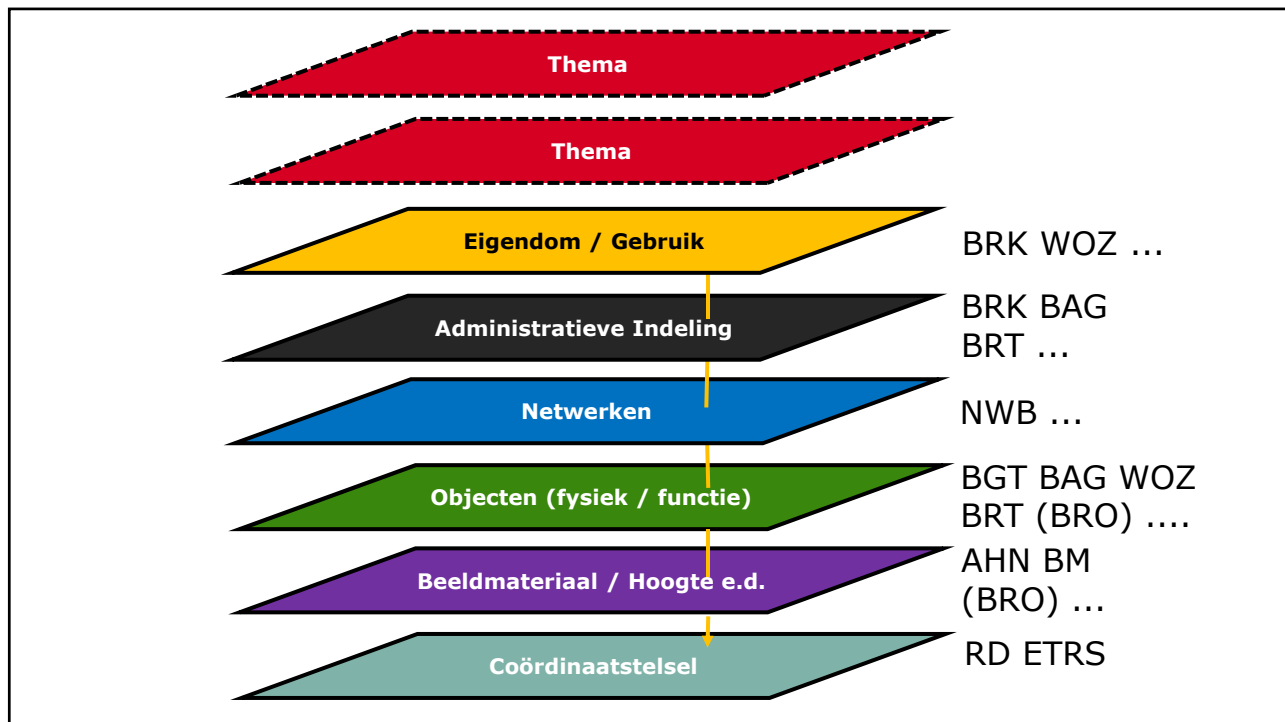 Thema
Thema
Eigendom / Gebruik
BRK WOZ ...
Administratieve Indeling
BRK BAG
BRT ...
Netwerken
NWB ...
Objecten (fysiek / functie)
BGT BAG WOZ
BRT (BRO) ....
Beeldmateriaal / Hoogte e.d.
AHN BM
(BRO) ...
Coördinaatstelsel
RD ETRS